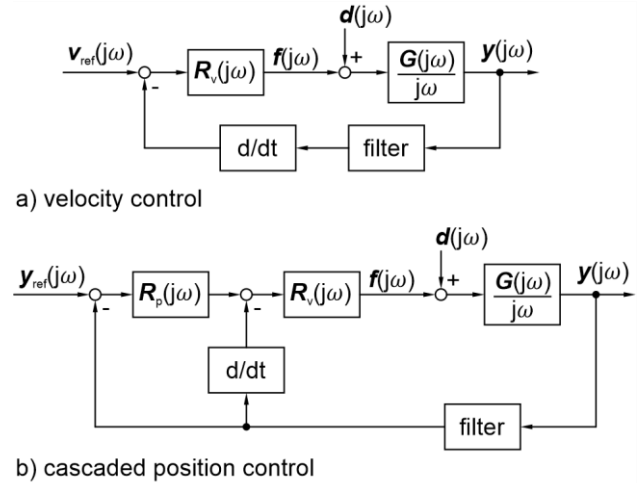 d(jω)
v_ref(jω)
-
R_v(jω)
f(jω)
+
G(jω)
jω
y(jω)
d/dt
filter
a) velocity control
d(jω)
y_ref(jω)
-
R_p(jω)
-
R_v(jω)
f(jω)
+
G(jω)
jω
y(jω)
d/dt
filter
b) cascaded position control